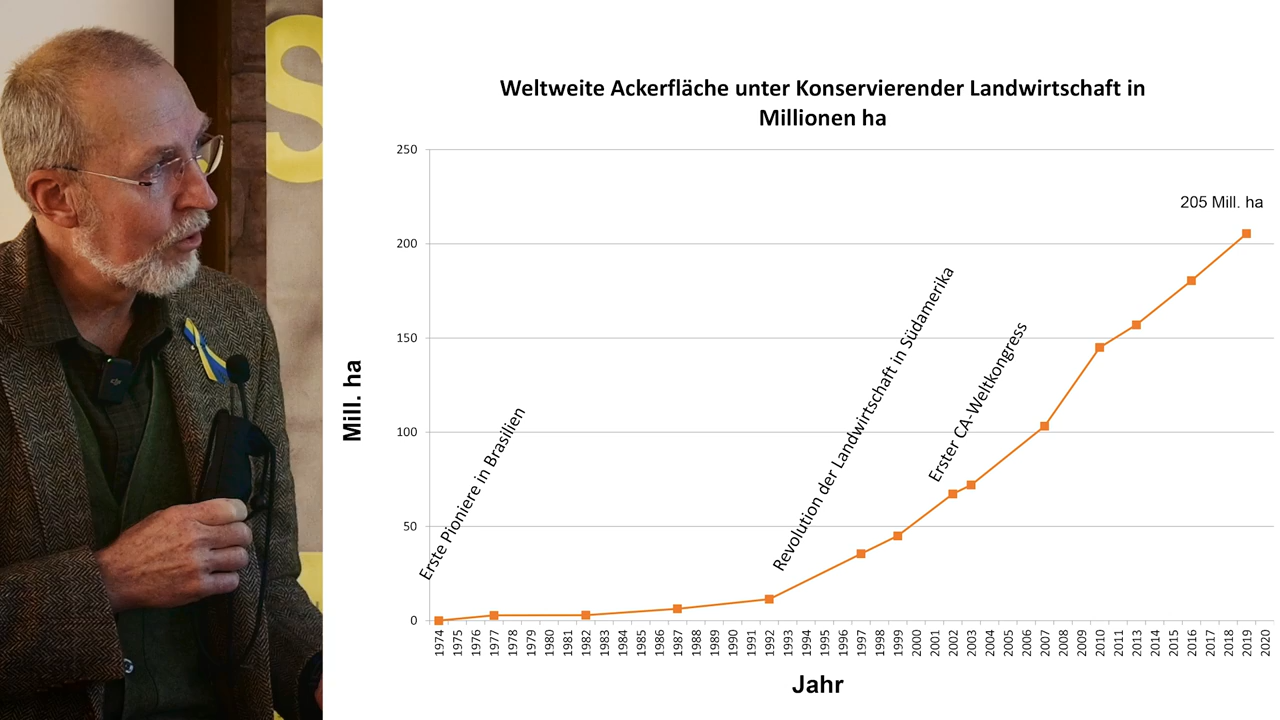 S
Weltweite Ackerfläche unter Konservierender Landwirtschaft in
Millionen ha
250
205 Mill. ha
200
150
100
50
0
Mill. ha
Erste Pioniere in Brasilien
Revolution der Landwirtschaft in Südamerika
Erster CA-Weltkongress
1974 1975 1976 1977 1978 1979 1980 1981 1982 1983 1984 1985 1986 1987 1988 1989 1990 1991 1992 1993 1994 1995 1996 1997 1998 1999 2000 2001 2002 2003 2004 2005 2006 2007 2008 2009 2010 2011 2012 2013 2014 2015 2016 2017 2018 2019 2020
Jahr